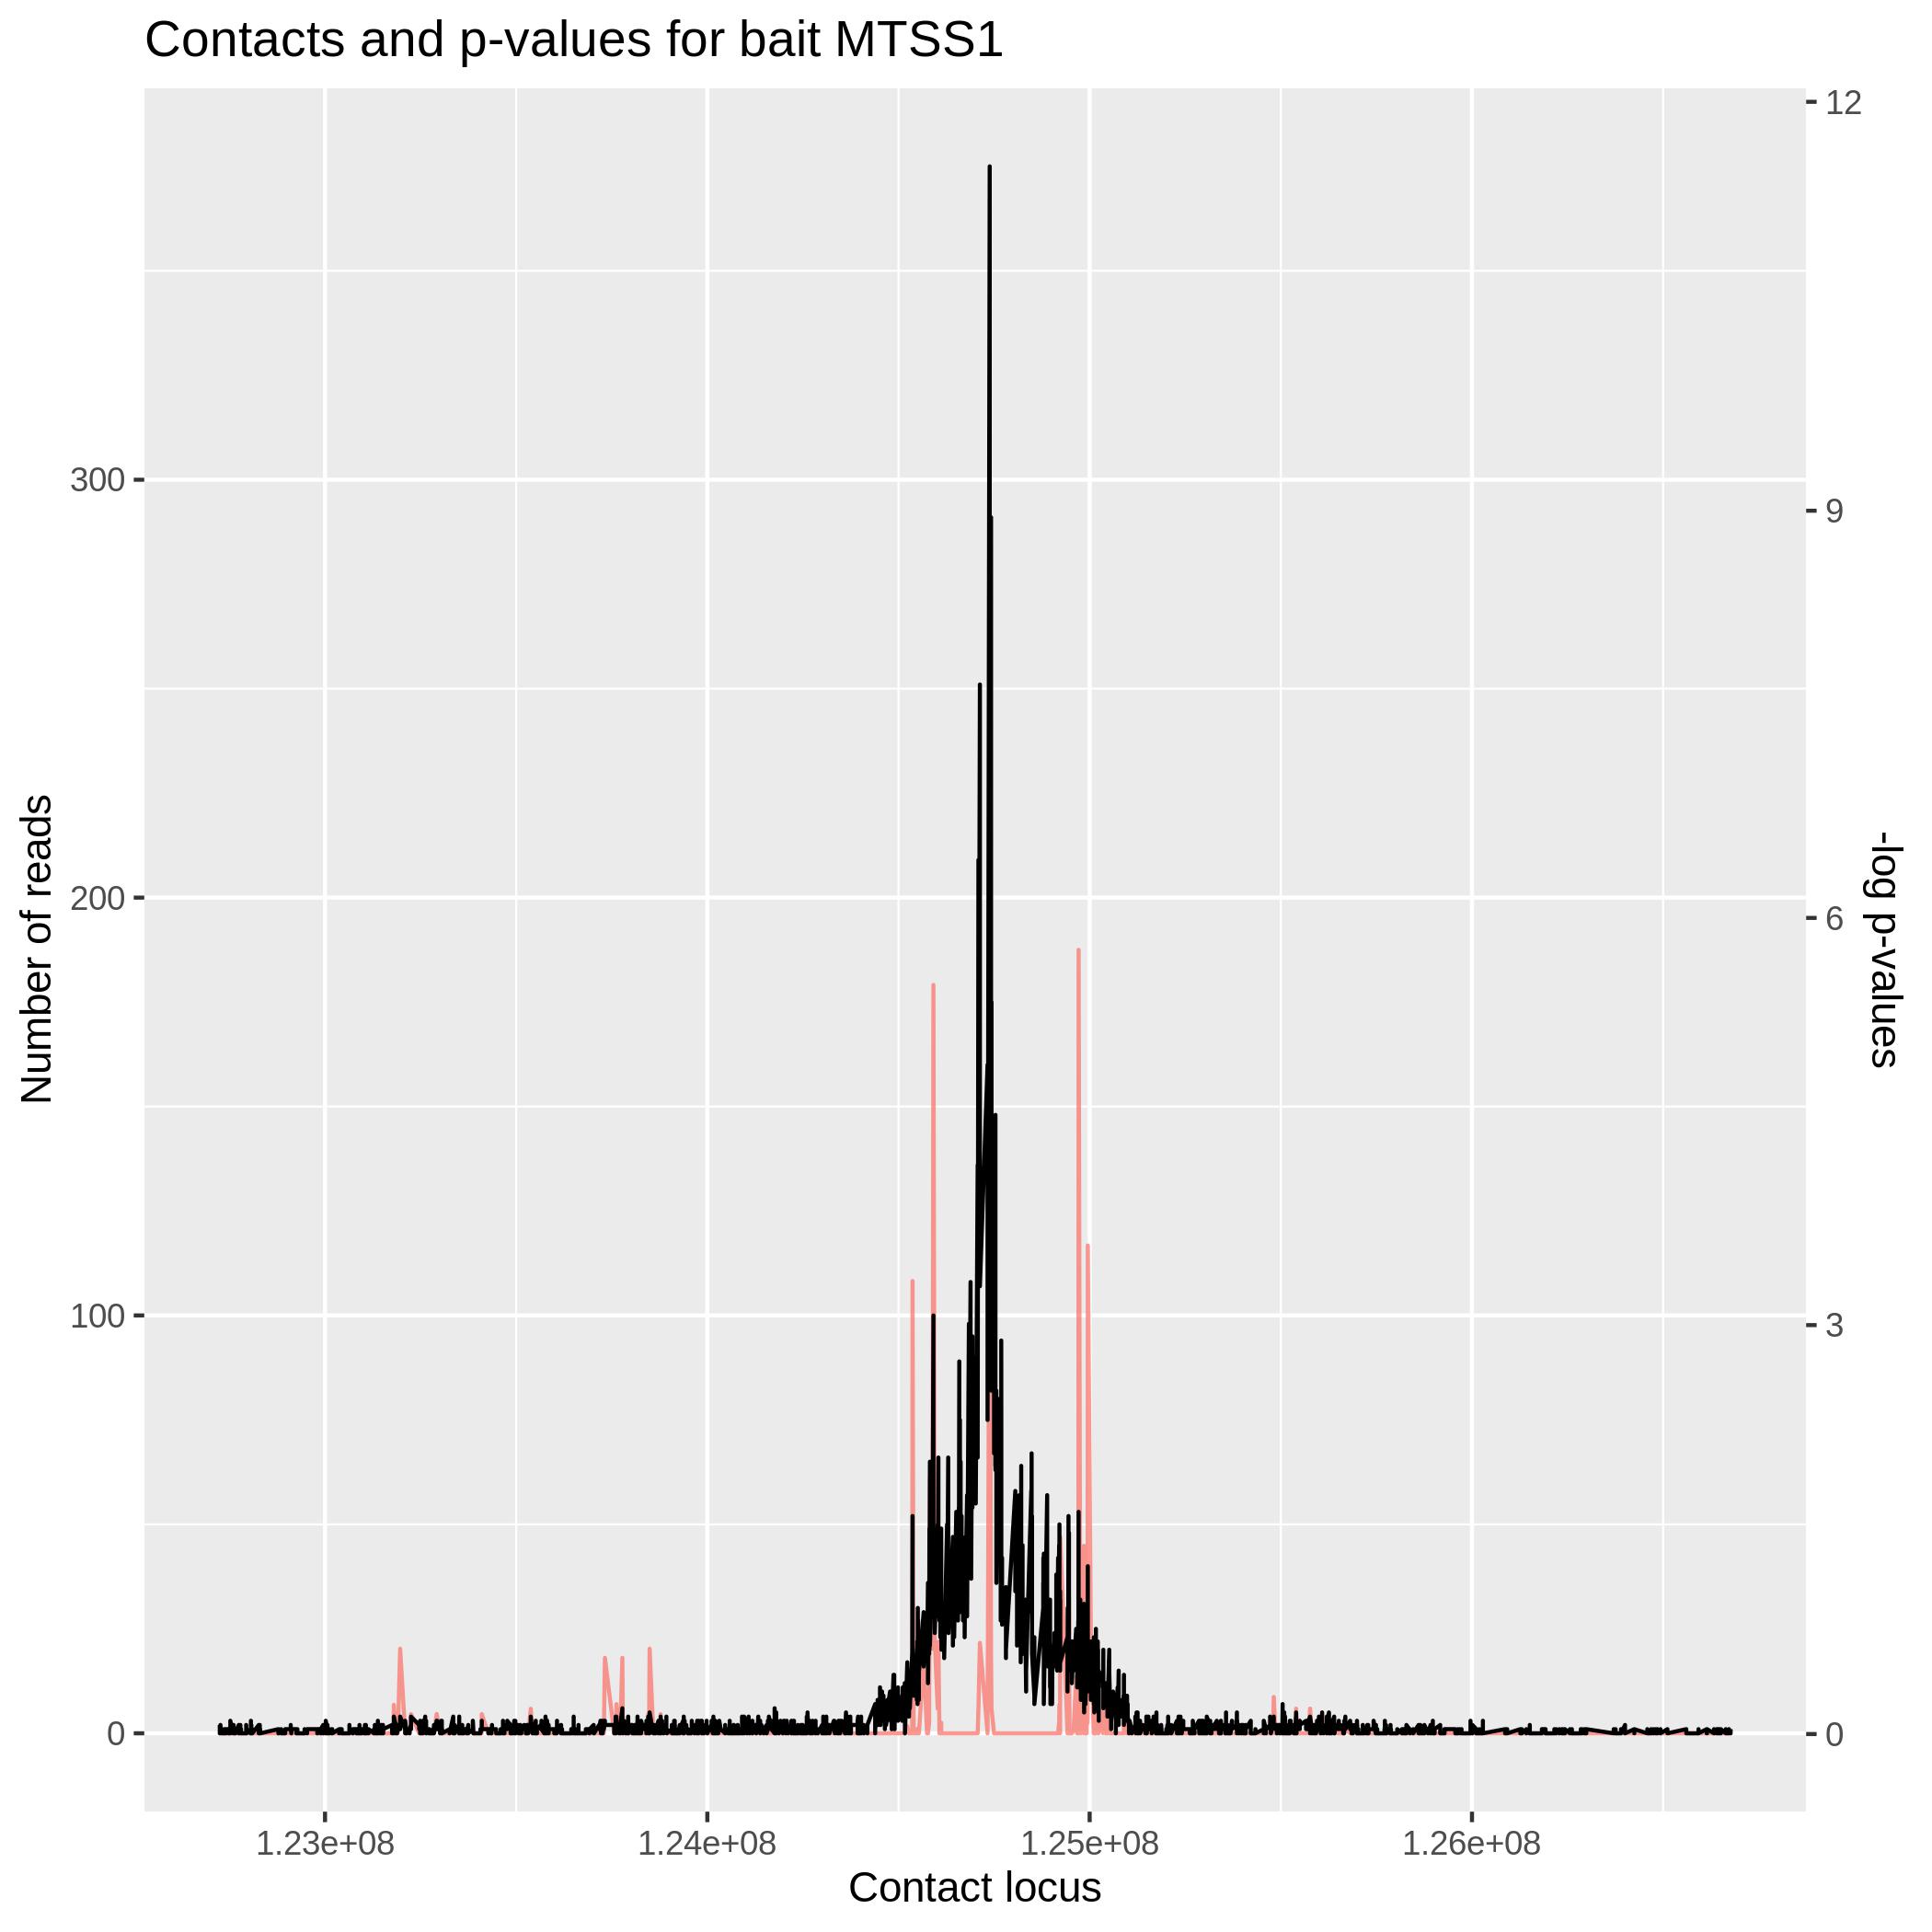 Contacts and p-values for bait MTSS1
12
300
9
200
6
100
3
0
0
Number of reads
-log p-values
1.23e+08
1.24e+08
1.25e+08
1.26e+08
Contact locus